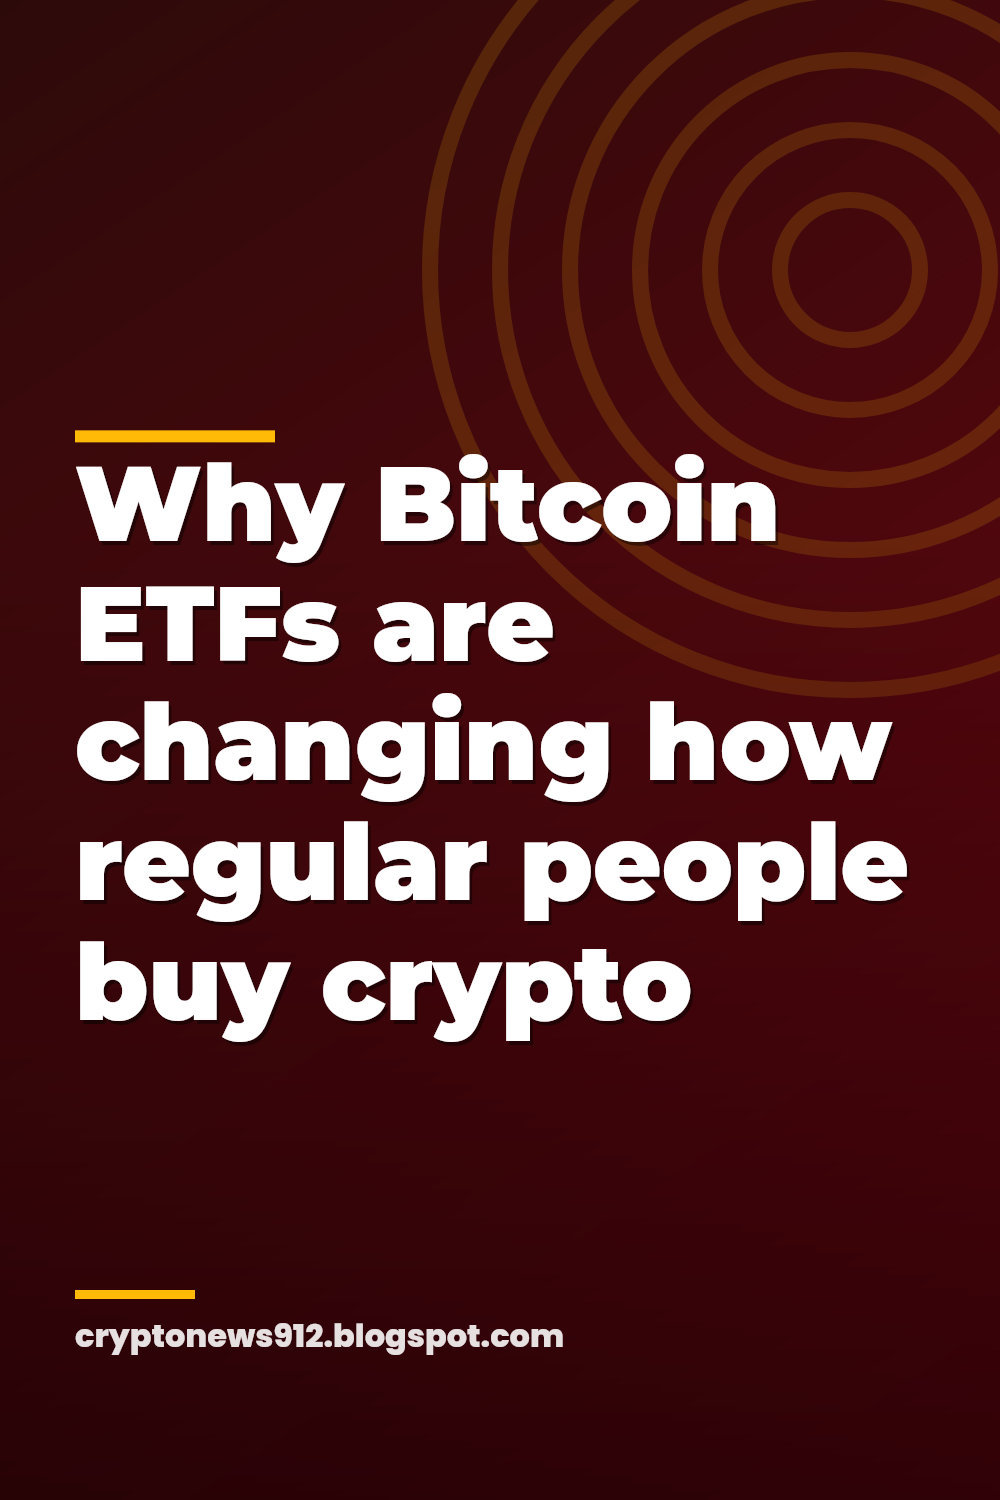 Why Bitcoin
ETFs are
changing how
regular people
buy crypto
cryptonews912.blogspot.com